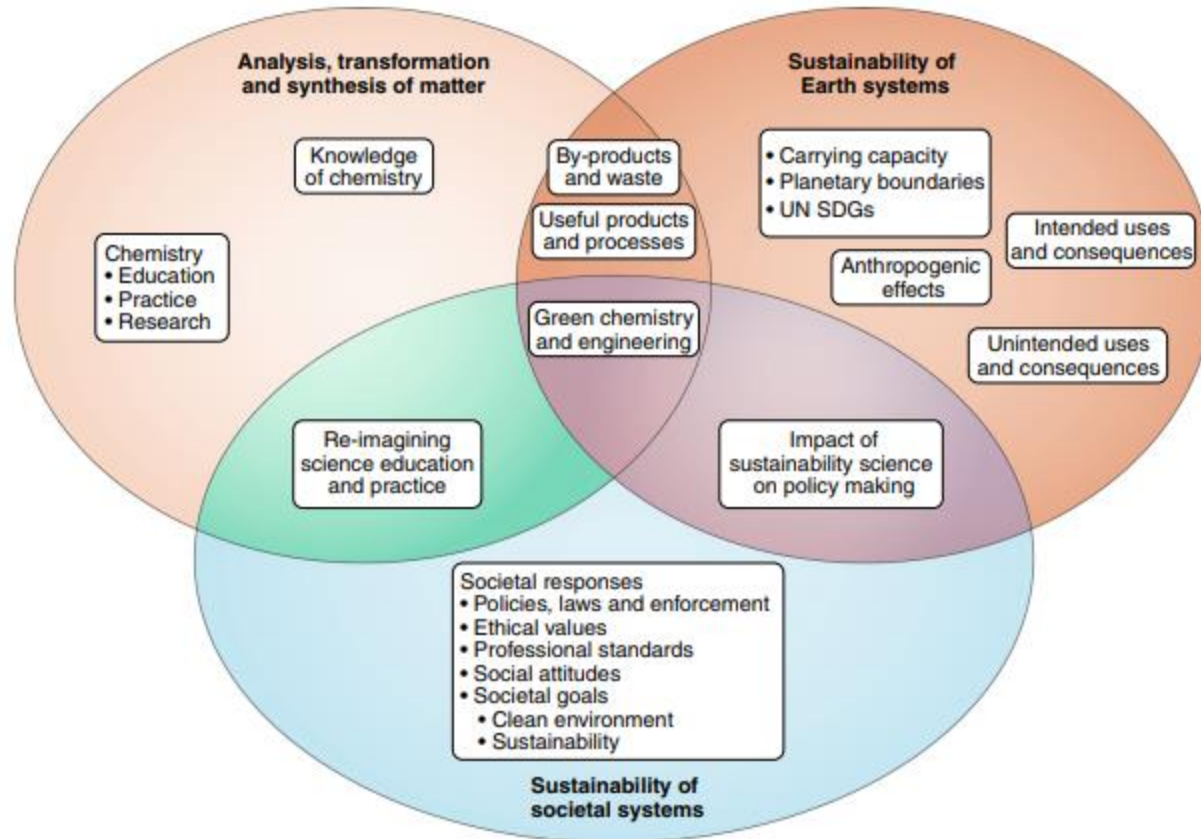 Analysis, transformation
and synthesis of matter
Sustainability of
Earth systems
Knowledge
of chemistry
By-products
and waste
• Carrying capacity
• Planetary boundaries
• UN SDGs
Useful products
and processes
Intended uses
and consequences
Chemistry
• Education
• Practice
• Research
Anthropogenic
effects
Green chemistry
and engineering
Unintended uses
and consequences
Re-imagining
science education
and practice
Impact of
sustainability science
on policy making
Societal responses
• Policies, laws and enforcement
• Ethical values
• Professional standards
• Social attitudes
• Societal goals
• Clean environment
• Sustainability
Sustainability of
societal systems